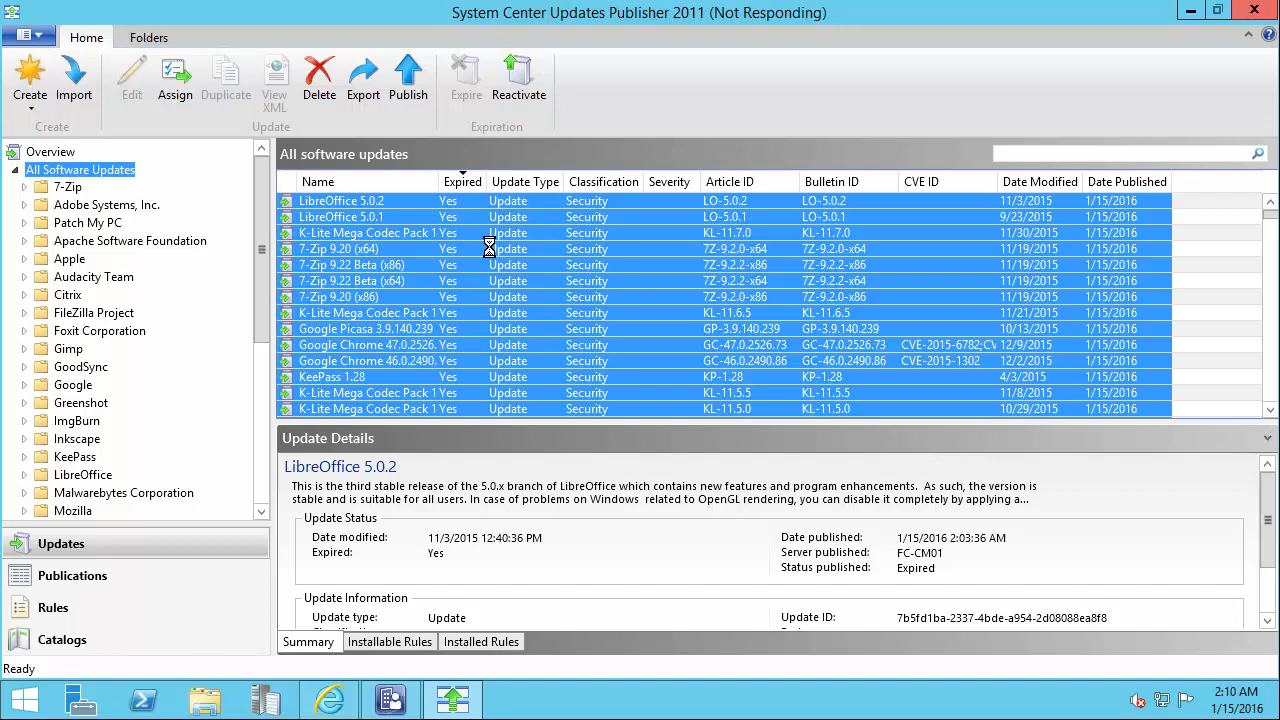 System Center Updates Publisher 2011 (Not Responding)
Home Folders
Create Import Edit Assign Duplicate View XML Delete Export Publish Expire Reactivate
Create Update Expiration
Overview
All Software Updates
7-Zip
Adobe Systems, Inc.
Patch My PC
Apache Software Foundation
Apple
Audacity Team
Citrix
FileZilla Project
Foxit Corporation
Gimp
GoodSync
Google
Greenshot
ImgBurn
Inkscape
KeePass
LibreOffice
Malwarebytes Corporation
Mozilla
Updates
Publications
Rules
Catalogs
All software updates
Name Expired Update Type Classification Severity Article ID Bulletin ID CVE ID Date Modified Date Published
LibreOffice 5.0.2 Yes Update Security LO-5.0.2 LO-5.0.2 11/3/2015 1/15/2016
LibreOffice 5.0.1 Yes Update Security LO-5.0.1 LO-5.0.1 9/23/2015 1/15/2016
K-Lite Mega Codec Pack 1 Yes Update Security KL-11.7.0 KL-11.7.0 11/30/2015 1/15/2016
7-Zip 9.20 (x64) Yes Update Security 7Z-9.2.0-x64 7Z-9.2.0-x64 11/19/2015 1/15/2016
7-Zip 9.22 Beta (x86) Yes Update Security 7Z-9.2.2-x86 7Z-9.2.2-x86 11/19/2015 1/15/2016
7-Zip 9.22 Beta (x64) Yes Update Security 7Z-9.2.2-x64 7Z-9.2.2-x64 11/19/2015 1/15/2016
7-Zip 9.20 (x86) Yes Update Security 7Z-9.2.0-x86 7Z-9.2.0-x86 11/19/2015 1/15/2016
K-Lite Mega Codec Pack 1 Yes Update Security KL-11.6.5 KL-11.6.5 11/21/2015 1/15/2016
Google Picasa 3.9.140.239 Yes Update Security GP-3.9.140.239 GP-3.9.140.239 10/13/2015 1/15/2016
Google Chrome 47.0.2526. Yes Update Security GC-47.0.2526.73 GC-47.0.2526.73 CVE-2015-6782;CV 12/9/2015 1/15/2016
Google Chrome 46.0.2490. Yes Update Security GC-46.0.2490.86 GC-46.0.2490.86 CVE-2015-1302 12/2/2015 1/15/2016
KeePass 1.28 Yes Update Security KP-1.28 KP-1.28 4/3/2015 1/15/2016
K-Lite Mega Codec Pack 1 Yes Update Security KL-11.5.5 KL-11.5.5 11/8/2015 1/15/2016
K-Lite Mega Codec Pack 1 Yes Update Security KL-11.5.0 KL-11.5.0 10/29/2015 1/15/2016
Update Details
LibreOffice 5.0.2
This is the third stable release of the 5.0.x branch of LibreOffice which contains new features and program enhancements. As such, the version is
stable and is suitable for all users. In case of problems on Windows related to OpenGL rendering, you can disable it completely by applying a...
Update Status
Date modified: 11/3/2015 12:40:36 PM Date published: 1/15/2016 2:03:36 AM
Expired: Yes Server published: FC-CM01
Status published: Expired
Update Information
Update type: Update Update ID: 7b5fd1ba-2337-4bde-a954-2d08088ea8f8
Summary Installable Rules Installed Rules
Ready
2:10 AM
1/15/2016